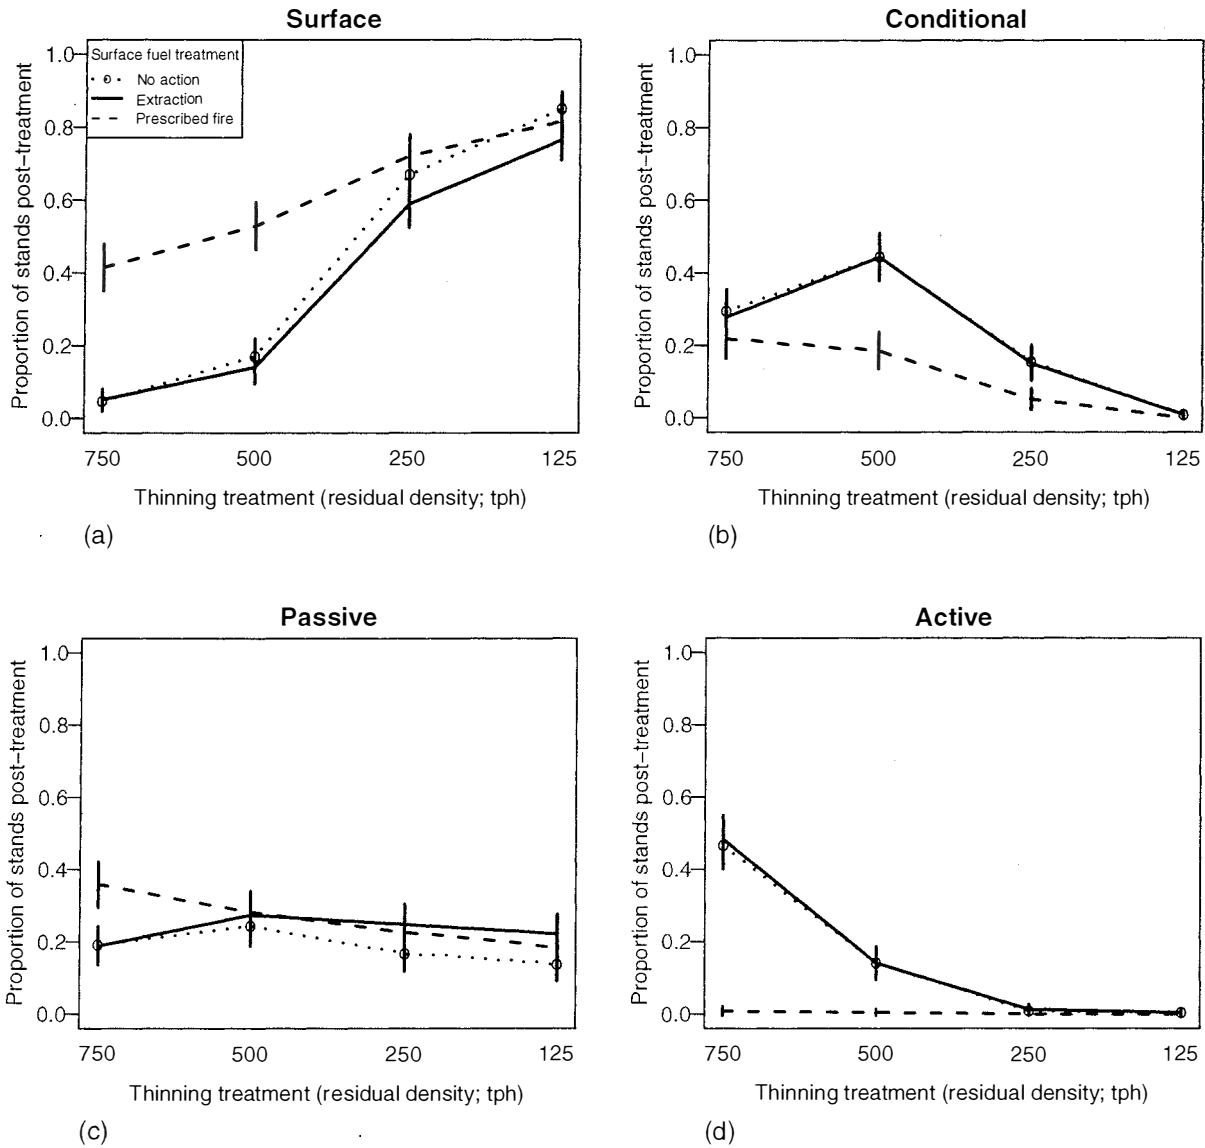 Surface
Proportion of stands post-treatment
1.0
0.8
0.6
0.4
0.2
0.0
Surface fuel treatment
No action
Extraction
Prescribed fire
750 500 250 125
Thinning treatment (residual density; tph)
(a)
Conditional
Proportion of stands post-treatment
1.0
0.8
0.6
0.4
0.2
0.0
750 500 250 125
Thinning treatment (residual density; tph)
(b)
Passive
Proportion of stands post-treatment
1.0
0.8
0.6
0.4
0.2
0.0
750 500 250 125
Thinning treatment (residual density; tph)
(c)
Active
Proportion of stands post-treatment
1.0
0.8
0.6
0.4
0.2
0.0
750 500 250 125
Thinning treatment (residual density; tph)
(d)